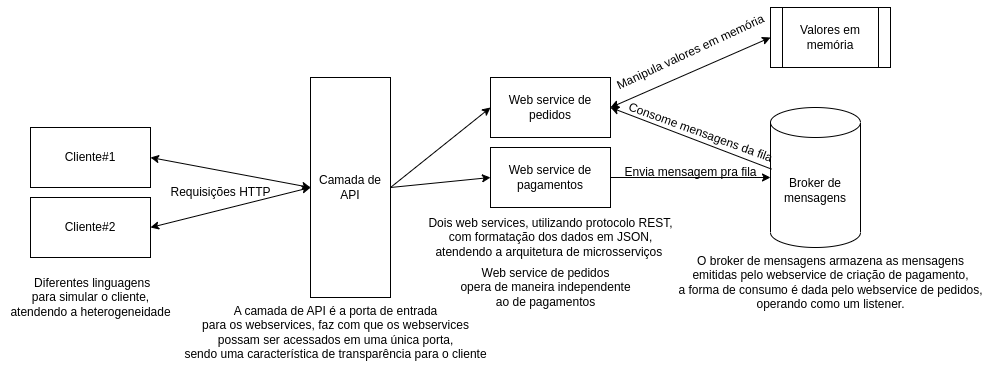 Cliente#1
Cliente#2
Diferentes linguagens
para simular o cliente,
atendendo a heterogeneidade
Requisições HTTP
Camada de
API
A camada de API é a porta de entrada
para os webservices, faz com que os webservices
possam ser acessados em uma única porta,
sendo uma característica de transparência para o cliente
Web service de
pedidos
Web service de
pagamentos
Dois web services, utilizando protocolo REST,
com formatação dos dados em JSON,
atendendo a arquitetura de microsserviços
Web service de pedidos
opera de maneira independente
ao de pagamentos
Manipula valores em memória
Consome mensagens da fila
Envia mensagem pra fila
Valores em
memória
Broker de
mensagens
O broker de mensagens armazena as mensagens
emitidas pelo webservice de criação de pagamento,
a forma de consumo é dada pelo webservice de pedidos,
operando como um listener.